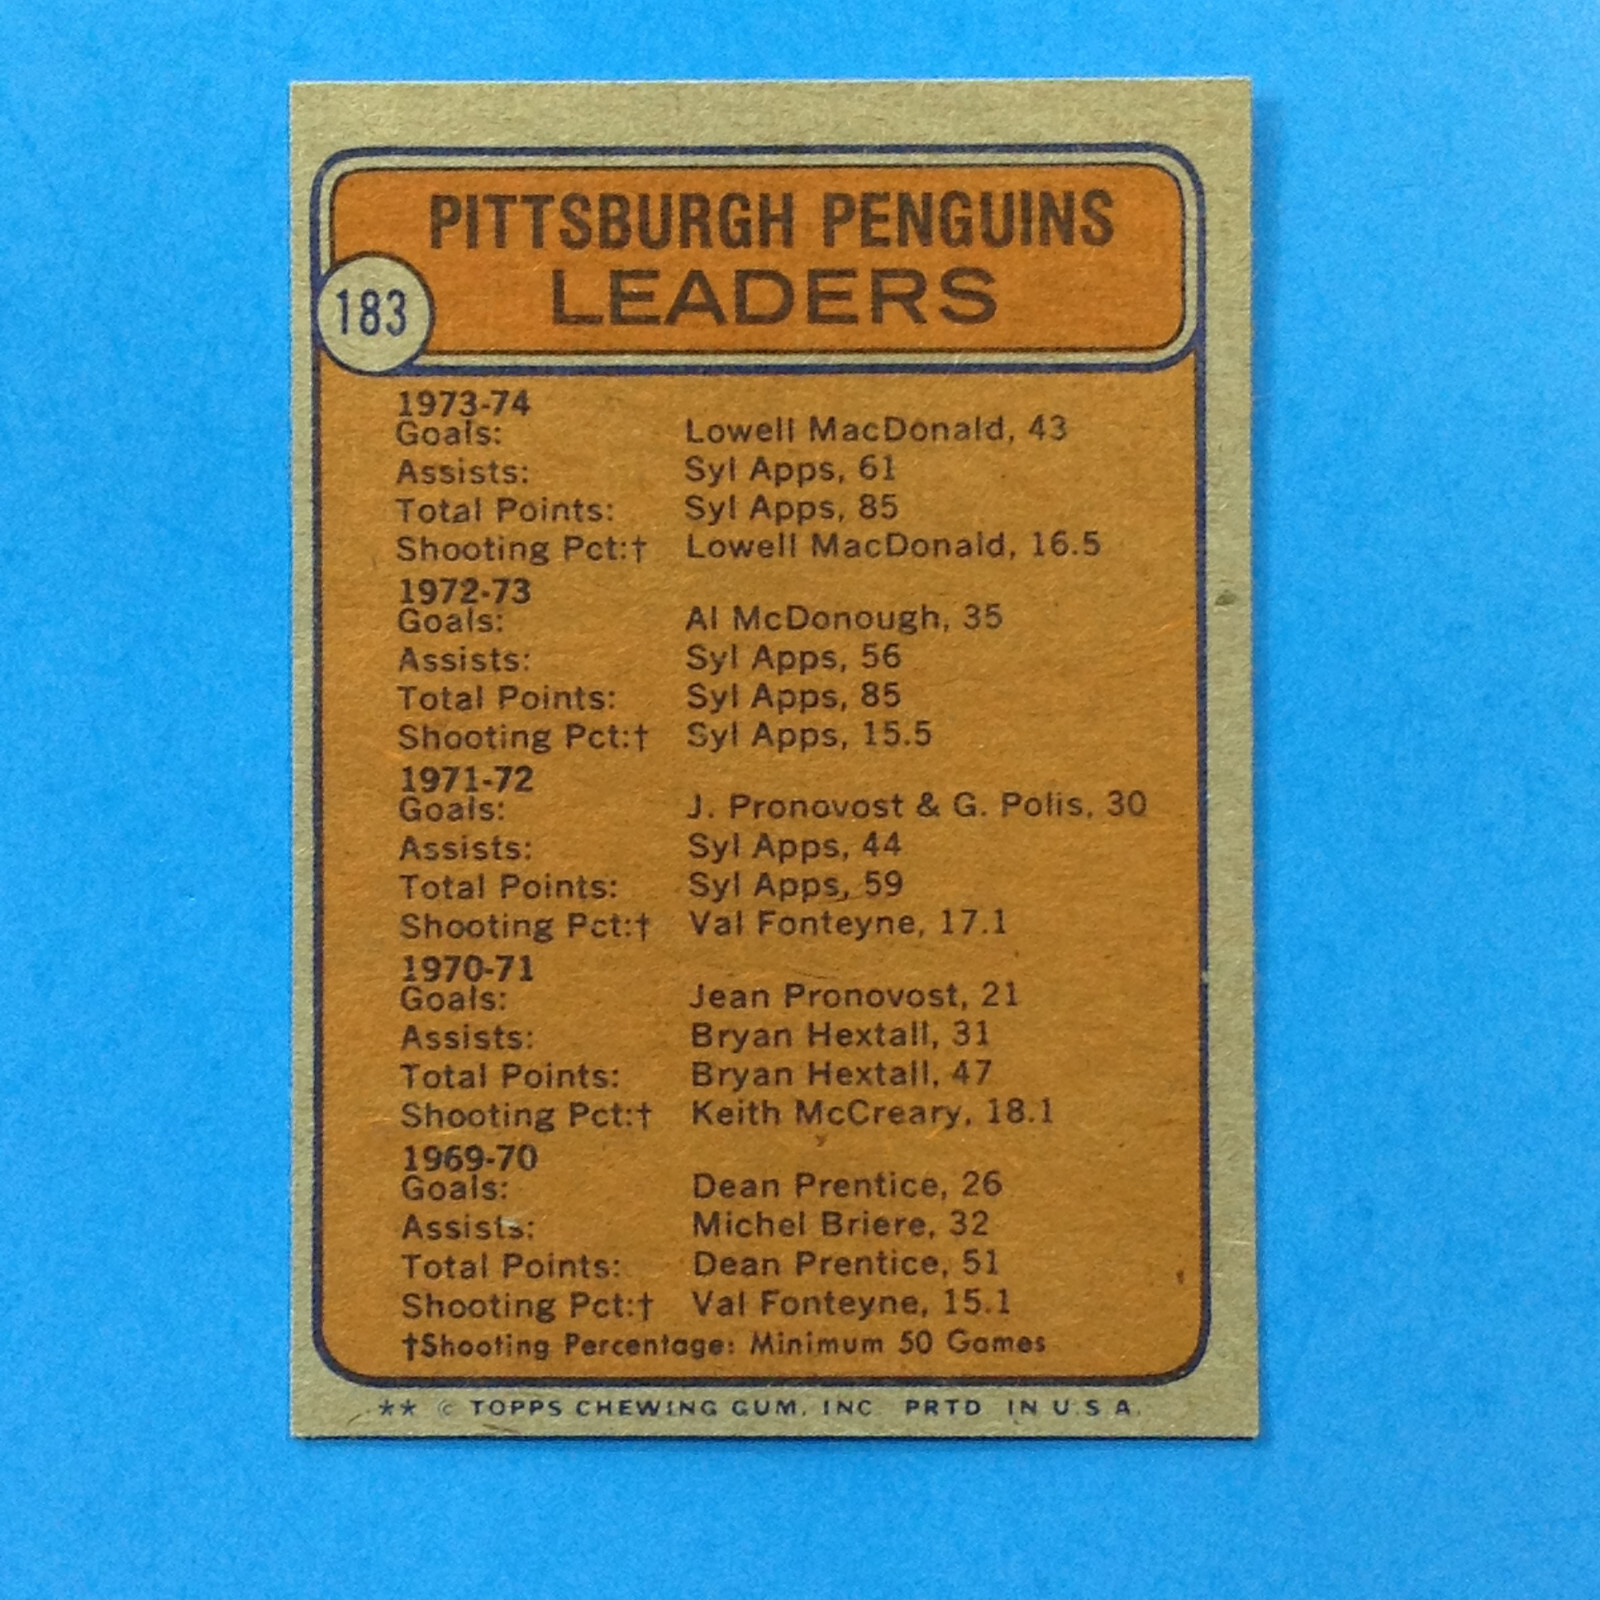 PITTSBURGH PENGUINS
LEADERS
183
1973-74
Goals: Lowell MacDonald, 43
Assists: Syl Apps, 61
Total Points: Syl Apps, 85
Shooting Pct:† Lowell MacDonald, 16.5
1972-73
Goals: Al McDonough, 35
Assists: Syl Apps, 56
Total Points: Syl Apps, 85
Shooting Pct:† Syl Apps, 15.5
1971-72
Goals: J. Pronovost & G. Polis, 30
Assists: Syl Apps, 44
Total Points: Syl Apps, 59
Shooting Pct:† Val Fonteyne, 17.1
1970-71
Goals: Jean Pronovost, 21
Assists: Bryan Hextall, 31
Total Points: Bryan Hextall, 47
Shooting Pct:† Keith McCreary, 18.1
1969-70
Goals: Dean Prentice, 26
Assists: Michel Briere, 32
Total Points: Dean Prentice, 51
Shooting Pct:† Val Fonteyne, 15.1
†Shooting Percentage: Minimum 50 Games
** © TOPPS CHEWING GUM, INC. PRTD. IN U.S.A.